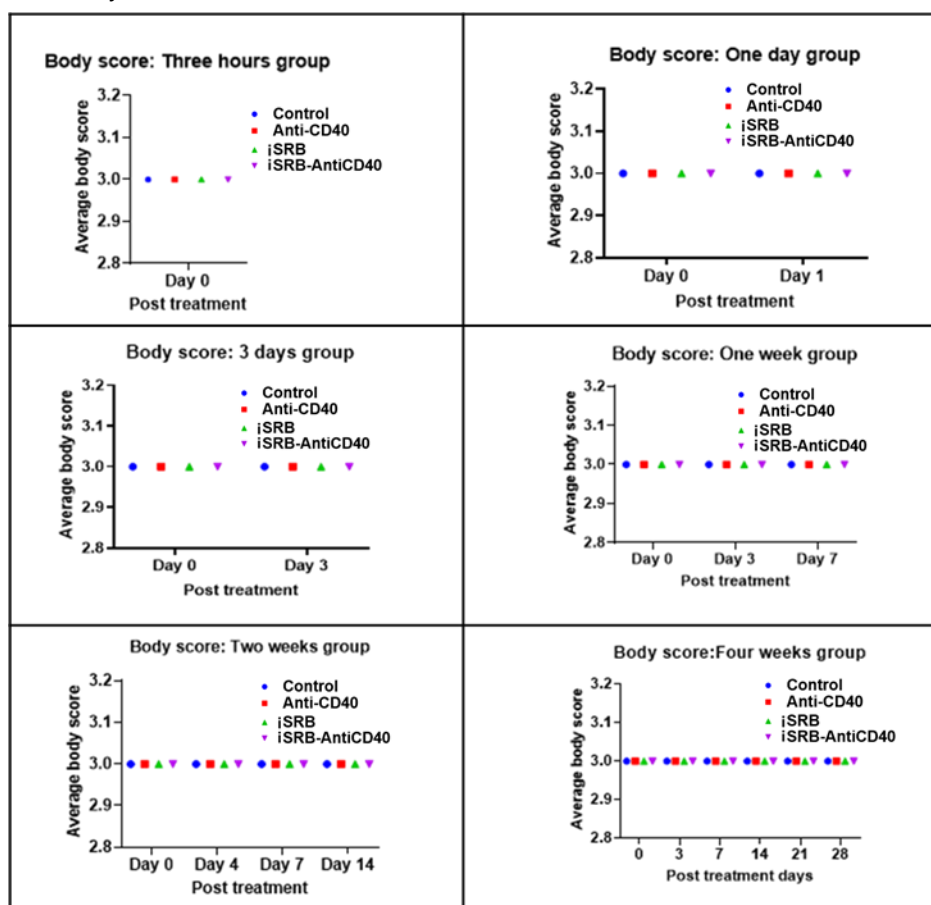 Body score: Three hours group
3.2
3.1
3.0
2.9
2.8
Average body score
Control
Anti-CD40
iSRB
iSRB-AntiCD40
Day 0
Post treatment
Body score: One day group
3.2
3.1
3.0
2.9
2.8
Average body score
Control
Anti-CD40
iSRB
iSRB-AntiCD40
Day 0 Day 1
Post treatment
Body score: 3 days group
3.2
3.1
3.0
2.9
2.8
Average body score
Control
Anti-CD40
iSRB
iSRB-AntiCD40
Day 0 Day 3
Post treatment
Body score: One week group
3.2
3.1
3.0
2.9
2.8
Average body score
Control
Anti-CD40
iSRB
iSRB-AntiCD40
Day 0 Day 3 Day 7
Post treatment
Body score: Two weeks group
3.2
3.1
3.0
2.9
2.8
Average body score
Control
Anti-CD40
iSRB
iSRB-AntiCD40
Day 0 Day 4 Day 7 Day 14
Post treatment
Body score:Four weeks group
3.2
3.1
3.0
2.9
2.8
Average body score
Control
Anti-CD40
iSRB
iSRB-AntiCD40
0 3 7 14 21 28
Post treatment days